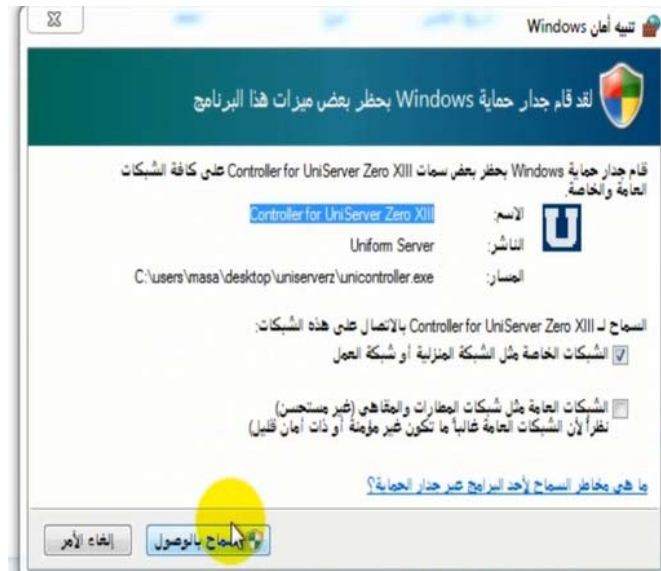 تنبيه أمان Windows
لقد قام جدار حماية Windows بحظر بعض ميزات هذا البرنامج
قام جدار حماية Windows بحظر بعض سمات Controller for UniServer Zero XIII على كافة الشبكات
العامة والخاصة.
الاسم: Controller for UniServer Zero XIII
الناشر: Uniform Server
المسار: C:\users\masa\desktop\uniserverz\unicontroller.exe
السماح لـ Controller for UniServer Zero XIII بالاتصال على هذه الشبكات:
الشبكات الخاصة مثل الشبكة المنزلية أو شبكة العمل
الشبكات العامة مثل شبكات المطارات والمقاهي (غير مستحسن)
نظراً لأن الشبكات العامة غالباً ما تكون غير مؤمنة أو ذات أمان قليل)
ما هي مخاطر السماح لأحد البرامج عبر جدار الحماية؟
السماح بالوصول إلغاء الأمر